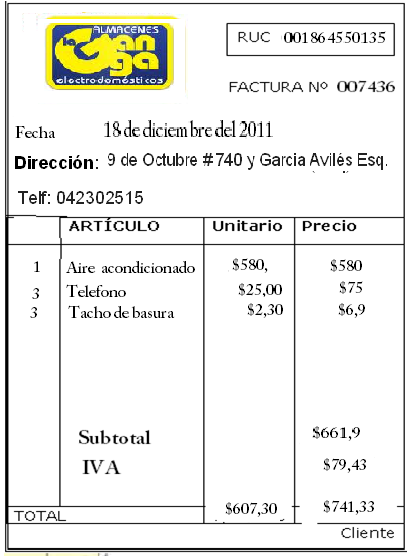 ALMACENES
la Ganga
electrodomésticos
RUC 001864550135
FACTURA Nº 007436
Fecha 18 de diciembre del 2011
Dirección: 9 de Octubre #740 y Garcia Avilés Esq.
Telf: 042302515
ARTÍCULO Unitario Precio
1 Aire acondicionado $580, $580
3 Telefono $25,00 $75
3 Tacho de basura $2,30 $6,9
Subtotal $661,9
IVA $79,43
TOTAL $607,30 $741,33
Cliente